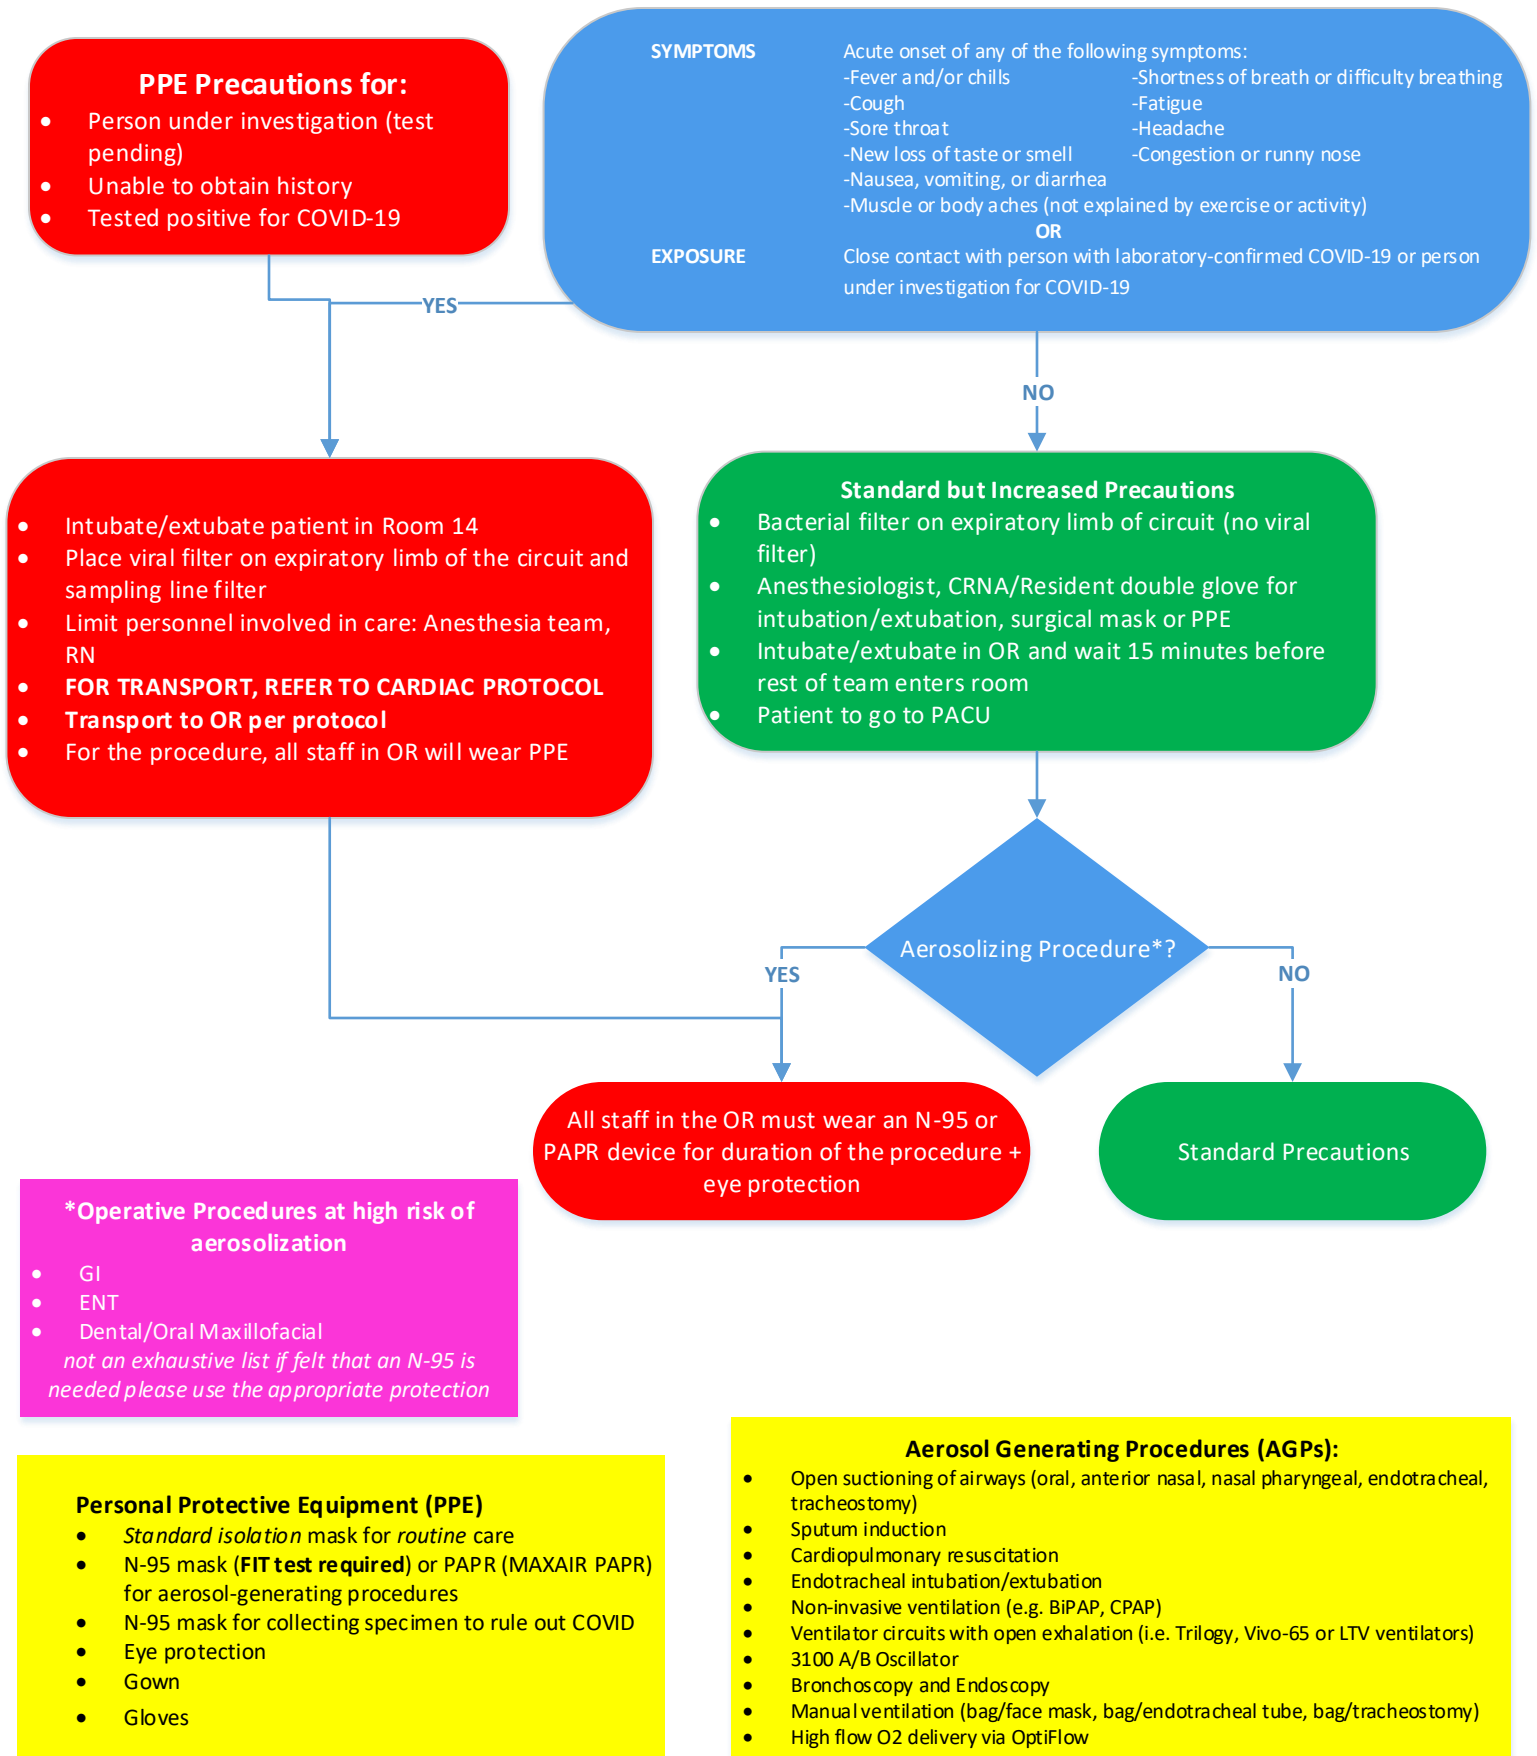 PPE Precautions for:
• Person under investigation (test
pending)
• Unable to obtain history
• Tested positive for COVID-19
SYMPTOMS Acute onset of any of the following symptoms:
-Fever and/or chills -Shortness of breath or difficulty breathing
-Cough -Fatigue
-Sore throat -Headache
-New loss of taste or smell -Congestion or runny nose
-Nausea, vomiting, or diarrhea
-Muscle or body aches (not explained by exercise or activity)
OR
EXPOSURE Close contact with person with laboratory-confirmed COVID-19 or person
under investigation for COVID-19
YES
NO
• Intubate/extubate patient in Room 14
• Place viral filter on expiratory limb of the circuit and
sampling line filter
• Limit personnel involved in care: Anesthesia team,
RN
• FOR TRANSPORT, REFER TO CARDIAC PROTOCOL
• Transport to OR per protocol
• For the procedure, all staff in OR will wear PPE
Standard but Increased Precautions
• Bacterial filter on expiratory limb of circuit (no viral
filter)
• Anesthesiologist, CRNA/Resident double glove for
intubation/extubation, surgical mask or PPE
• Intubate/extubate in OR and wait 15 minutes before
rest of team enters room
• Patient to go to PACU
Aerosolizing Procedure*?
YES
NO
All staff in the OR must wear an N-95 or
PAPR device for duration of the procedure +
eye protection
Standard Precautions
*Operative Procedures at high risk of
aerosolization
• GI
• ENT
• Dental/Oral Maxillofacial
not an exhaustive list if felt that an N-95 is
needed please use the appropriate protection
Personal Protective Equipment (PPE)
• Standard isolation mask for routine care
• N-95 mask (FIT test required) or PAPR (MAXAIR PAPR)
for aerosol-generating procedures
• N-95 mask for collecting specimen to rule out COVID
• Eye protection
• Gown
• Gloves
Aerosol Generating Procedures (AGPs):
• Open suctioning of airways (oral, anterior nasal, nasal pharyngeal, endotracheal,
tracheostomy)
• Sputum induction
• Cardiopulmonary resuscitation
• Endotracheal intubation/extubation
• Non-invasive ventilation (e.g. BiPAP, CPAP)
• Ventilator circuits with open exhalation (i.e. Trilogy, Vivo-65 or LTV ventilators)
• 3100 A/B Oscillator
• Bronchoscopy and Endoscopy
• Manual ventilation (bag/face mask, bag/endotracheal tube, bag/tracheostomy)
• High flow O2 delivery via OptiFlow